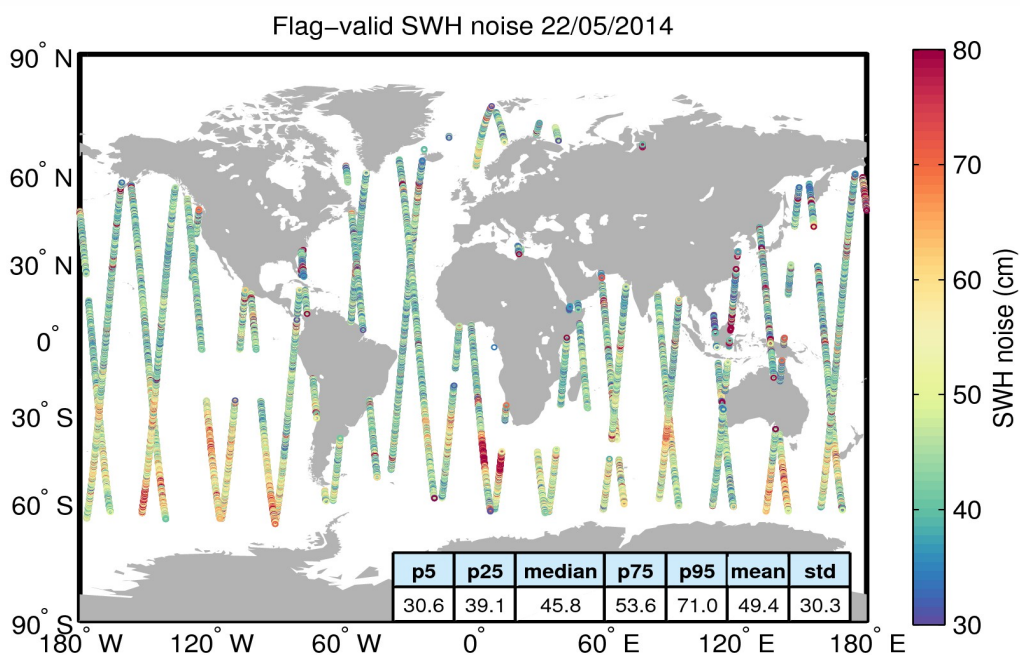 Flag−valid SWH noise 22/05/2014
90° N
60° N
30° N
0°
30° S
60° S
90° S
180° W
120° W
60° W
0°
60° E
120° E
180° E
80
70
60
50
40
30
SWH noise (cm)
p5 p25 median p75 p95 mean std
30.6 39.1 45.8 53.6 71.0 49.4 30.3